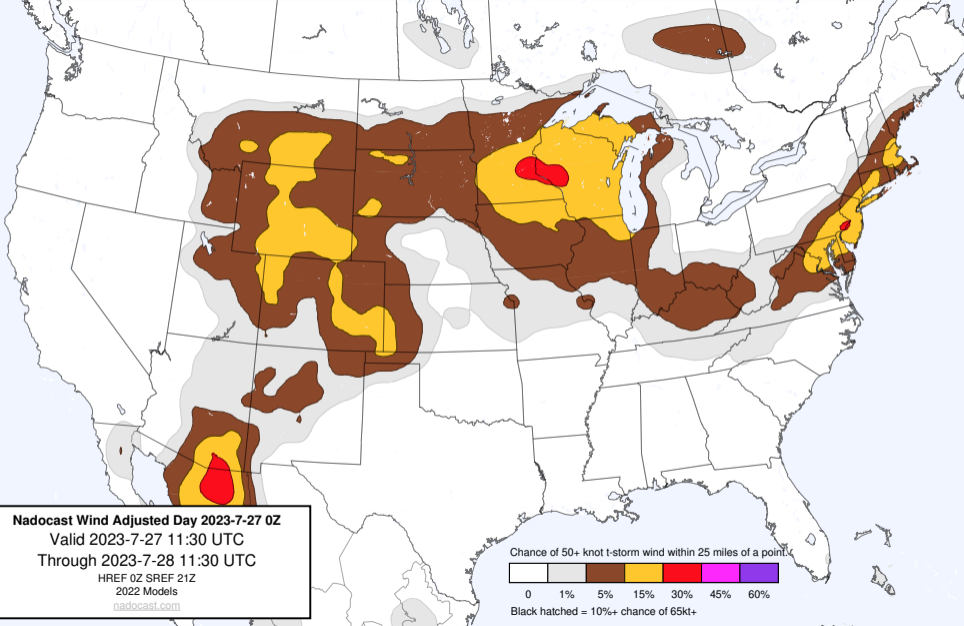 Nadocast Wind Adjusted Day 2023-7-27 0Z
Valid 2023-7-27 11:30 UTC
Through 2023-7-28 11:30 UTC
HREF 0Z SREF 21Z
2022 Models
nadocast.com
Chance of 50+ knot t-storm wind within 25 miles of a point.
0 1% 5% 15% 30% 45% 60%
Black hatched = 10%+ chance of 65kt+